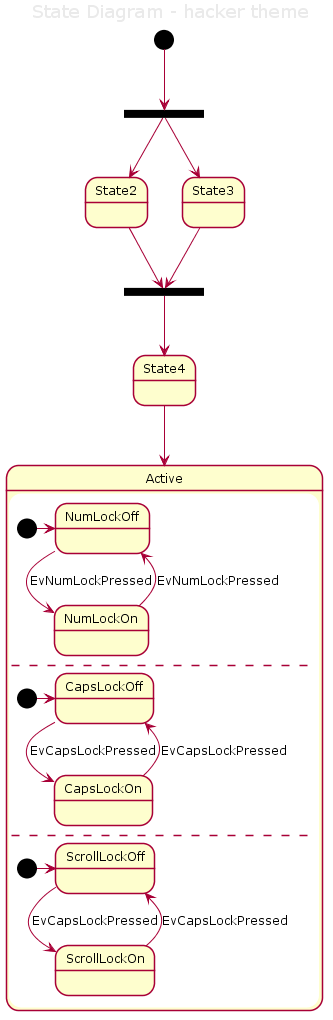 State Diagram - hacker theme
State2
State3
State4
Active
NumLockOff
EvNumLockPressed
EvNumLockPressed
NumLockOn
CapsLockOff
EvCapsLockPressed
EvCapsLockPressed
CapsLockOn
ScrollLockOff
EvCapsLockPressed
EvCapsLockPressed
ScrollLockOn